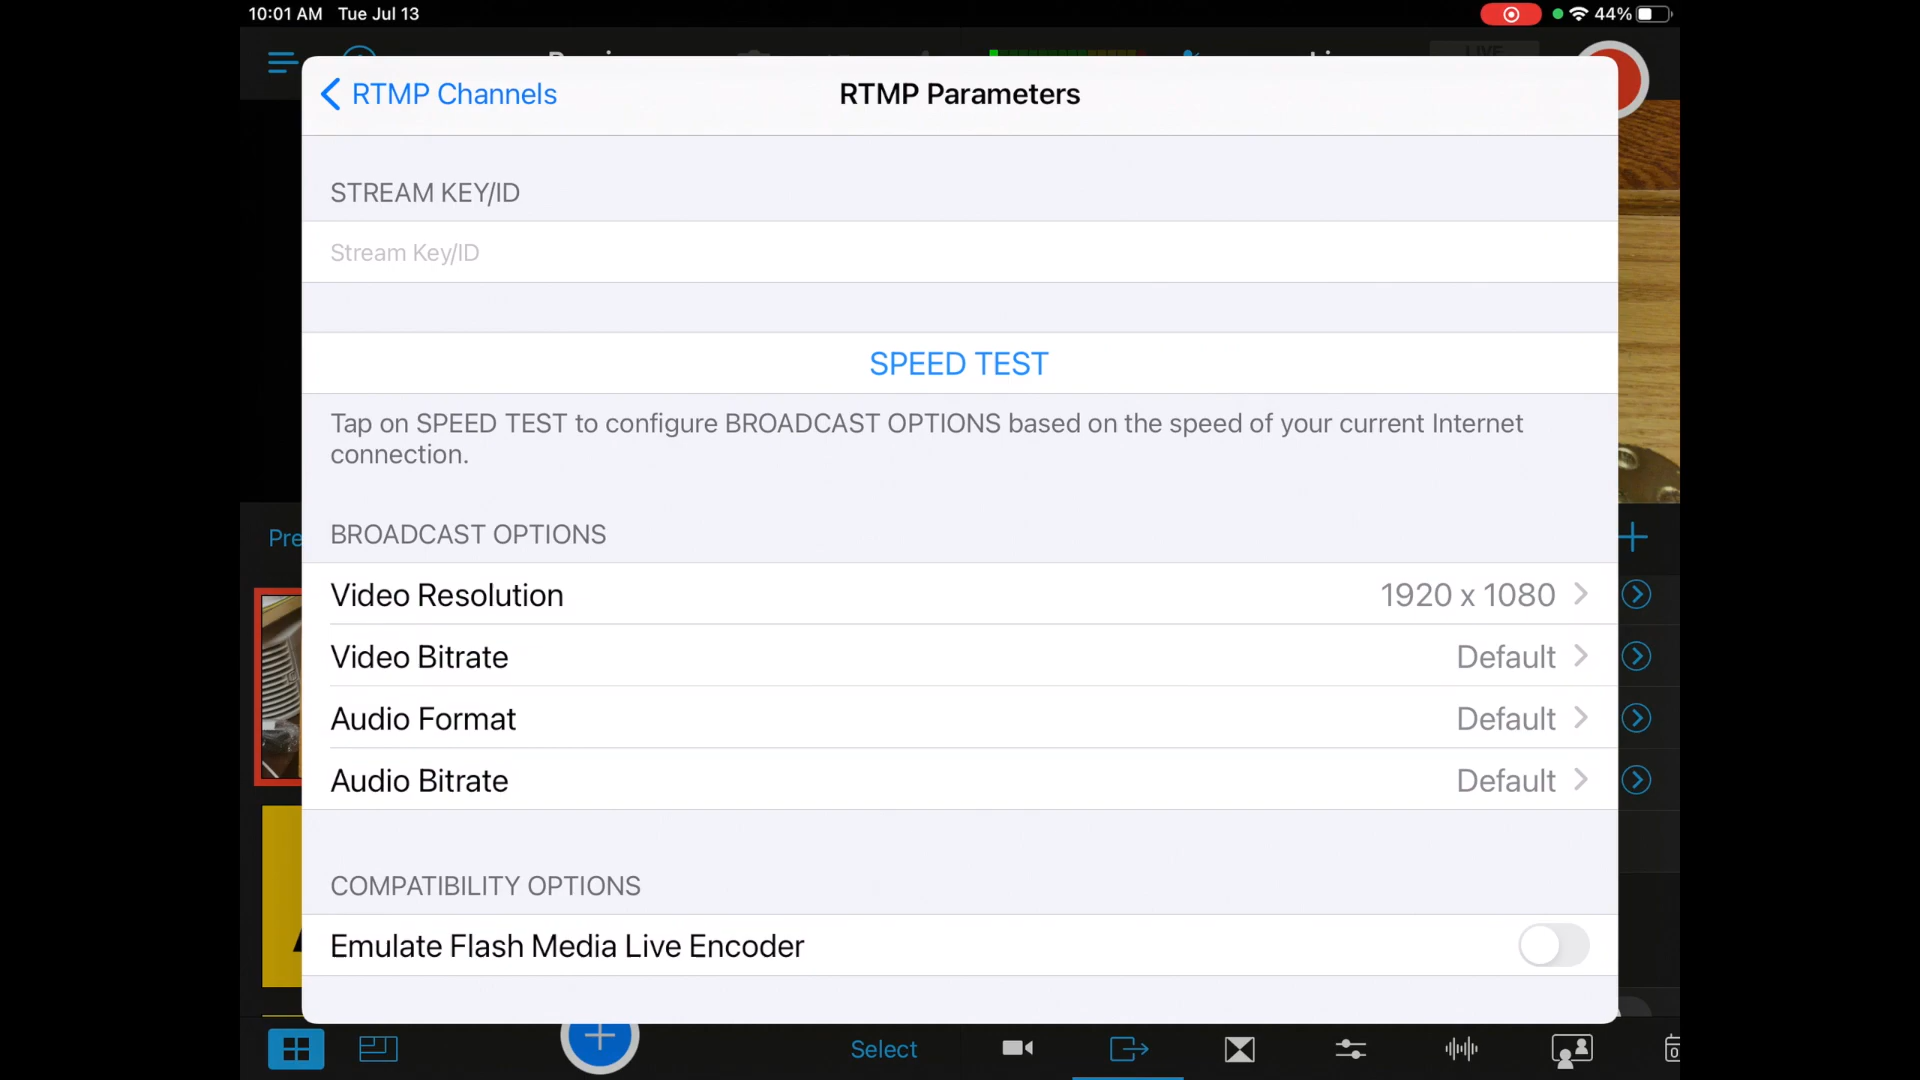 10:01 AM Tue Jul 13
44%
LIVE
RTMP Channels
RTMP Parameters
STREAM KEY/ID
Stream Key/ID
SPEED TEST
Tap on SPEED TEST to configure BROADCAST OPTIONS based on the speed of your current Internet
connection.
Pre
BROADCAST OPTIONS
Video Resolution 1920 x 1080
Video Bitrate Default
Audio Format Default
Audio Bitrate Default
COMPATIBILITY OPTIONS
Emulate Flash Media Live Encoder
Select